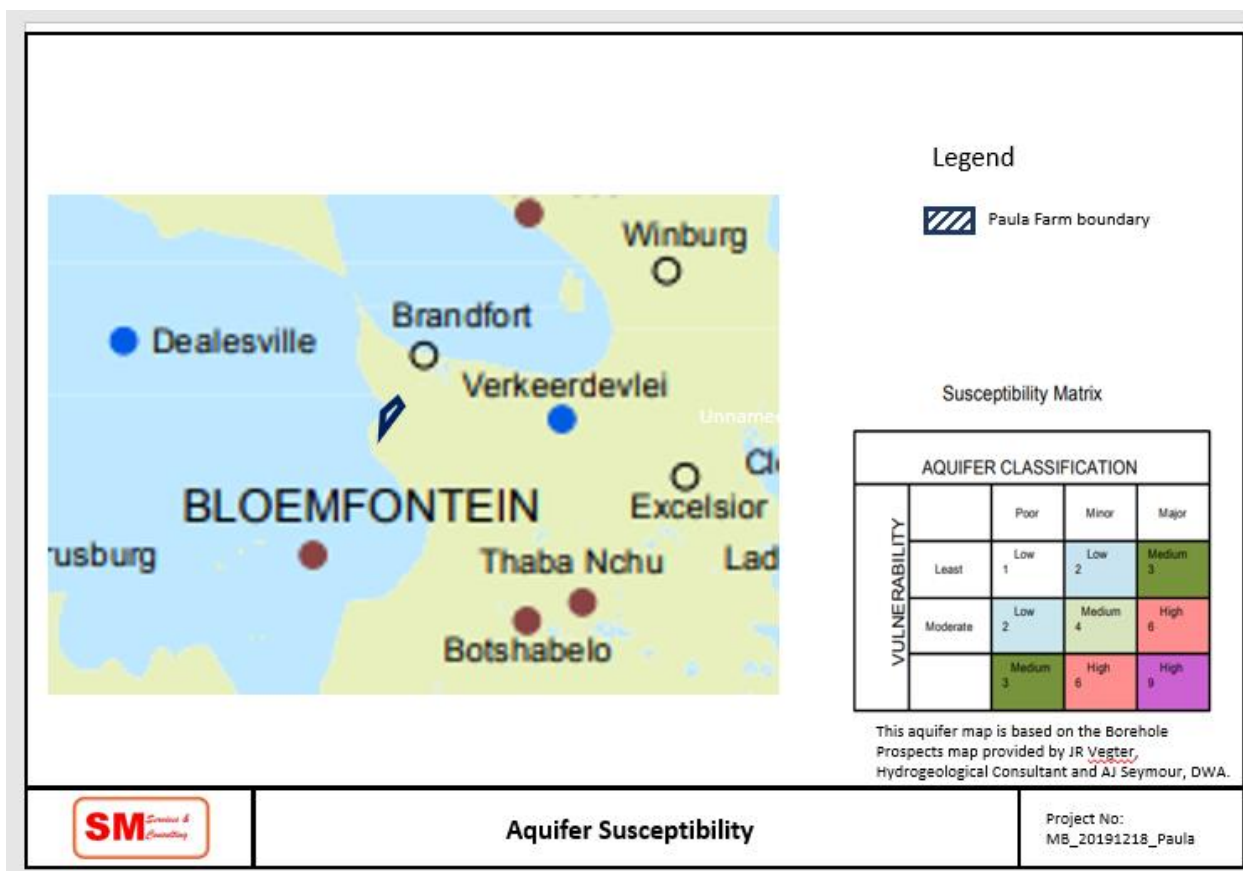 Legend
Paula Farm boundary
Winburg
Brandfort
Dealesville
Verkeerdevlei
Unnamed
BLOEMFONTEIN
Excelsior
Cl
rusburg
Thaba Nchu
Lad
Botshabelo
Susceptibility Matrix
AQUIFER CLASSIFICATION
VULNERABILITY
Poor Minor Major
Least Low 1 Low 2 Medium 3
Moderate Low 2 Medium 4 High 6
Medium 3 High 6 High 9
This aquifer map is based on the Borehole
Prospects map provided by JR Vegter,
Hydrogeological Consultant and AJ Seymour, DWA.
SM Services &
Consulting
Aquifer Susceptibility
Project No:
MB_20191218_Paula